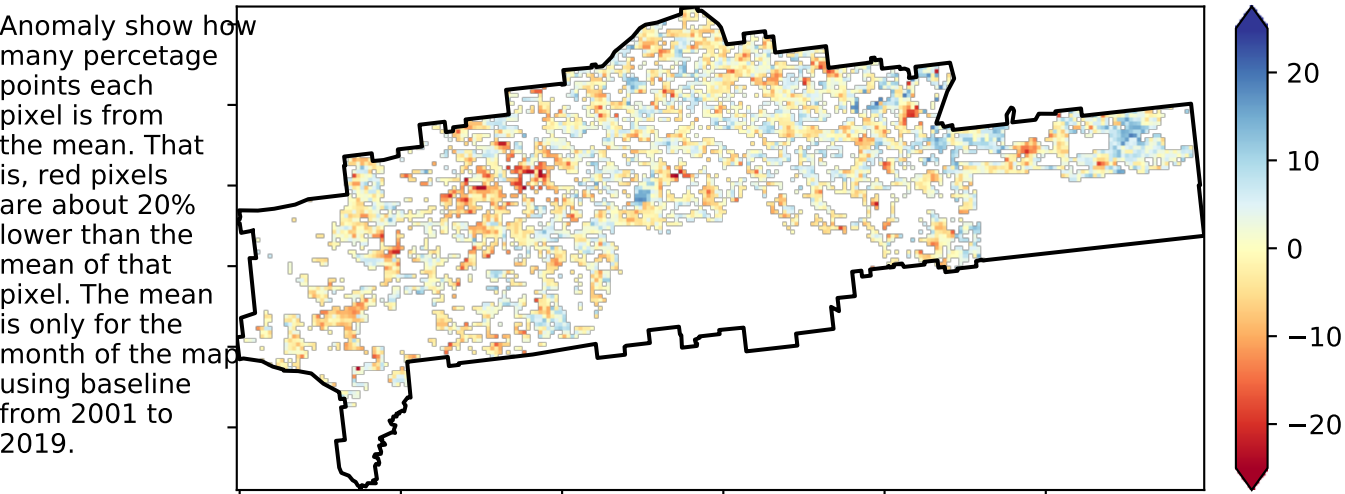 Anomaly show how
many percetage
points each
pixel is from
the mean. That
is, red pixels
are about 20%
lower than the
mean of that
pixel. The mean
is only for the
month of the map
using baseline
from 2001 to
2019.
20
10
0
−10
−20